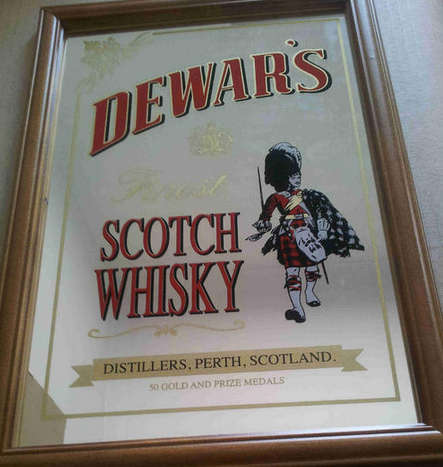 DEWAR'S
Finest
SCOTCH
WHISKY
DISTILLERS, PERTH, SCOTLAND.
50 GOLD AND PRIZE MEDALS